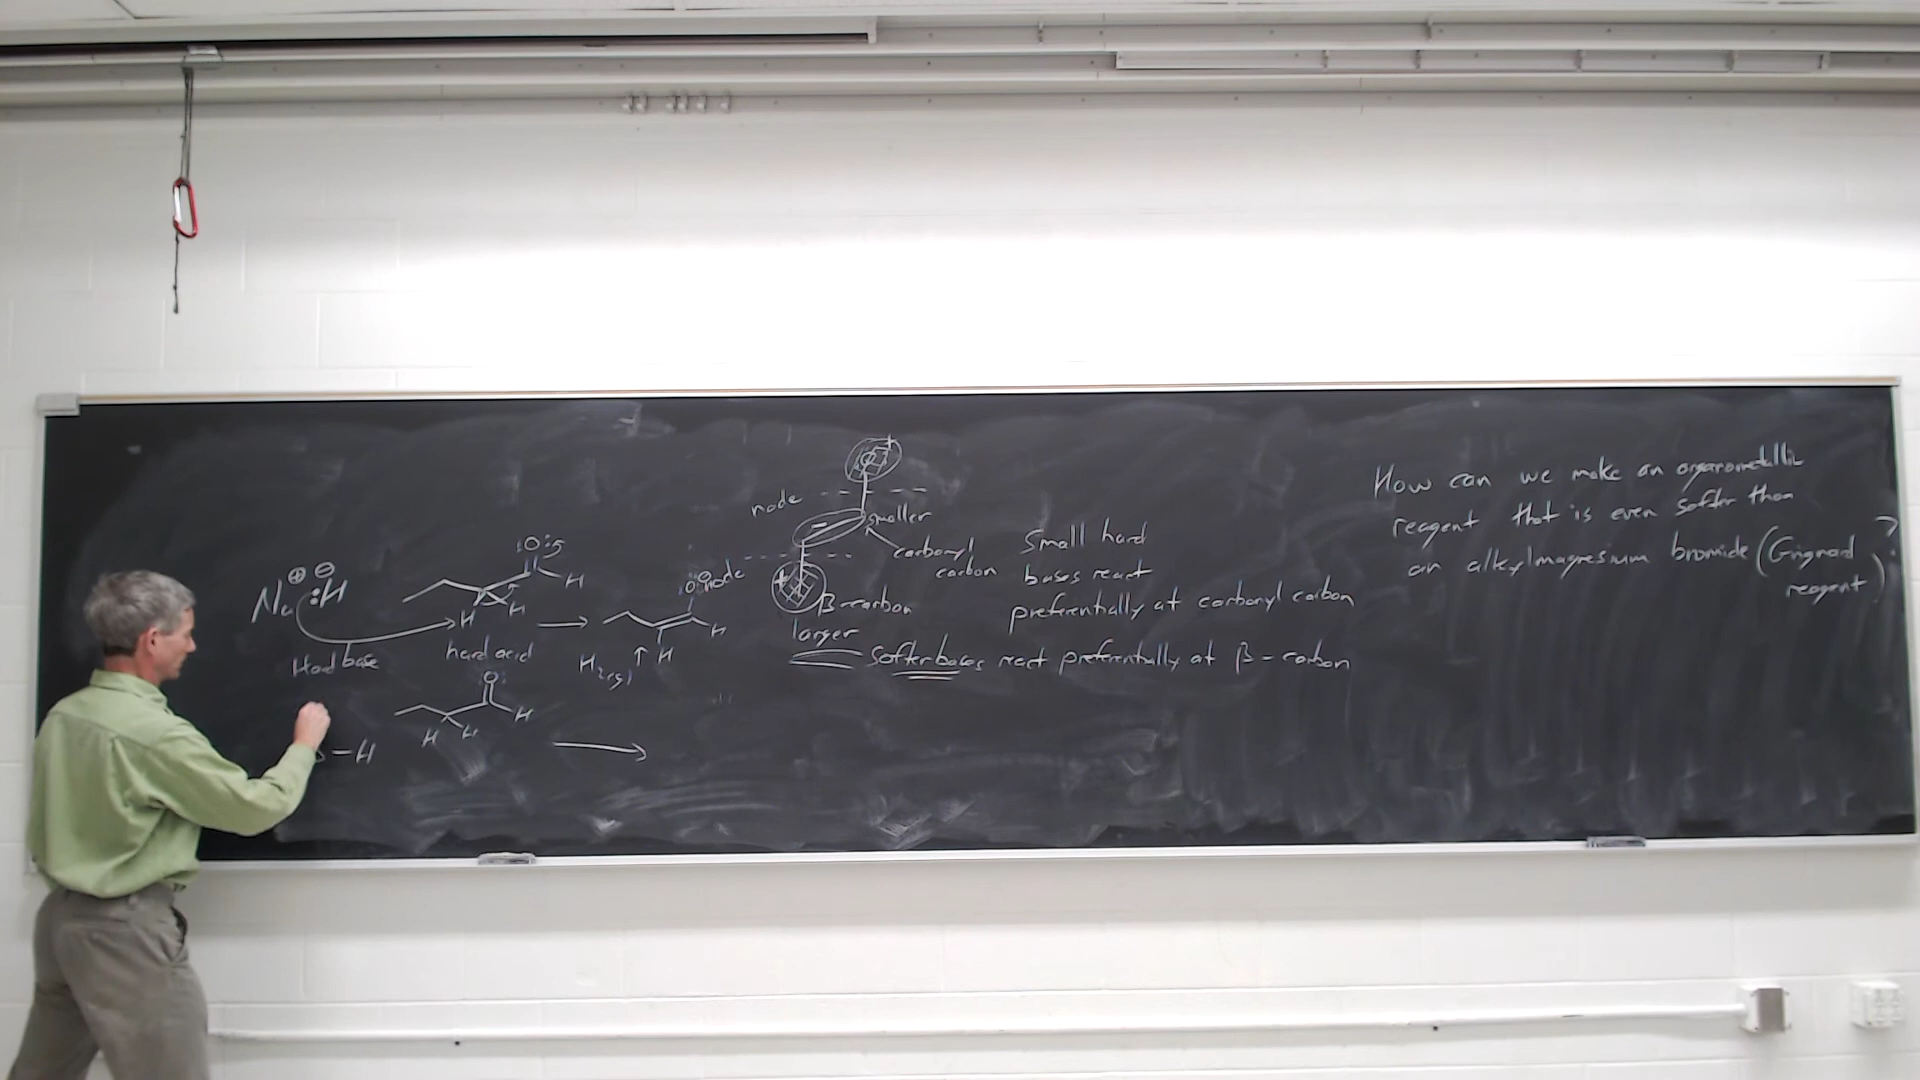 Na ⊕ ⊖ :H
Hard base
:O:
H
H
H
hard acid
H₂(g) ↑
O ⊖
H
H
O
H
H
H
–H
node
smaller
carbonyl
carbon
node
β-carbon
larger
Small hard
bases react
preferentially at carbonyl carbon
Softer bases react preferentially at β-carbon
How can we make an organometallic
reagent that is even softer than
an alkylmagnesium bromide (Grignard
reagent)?